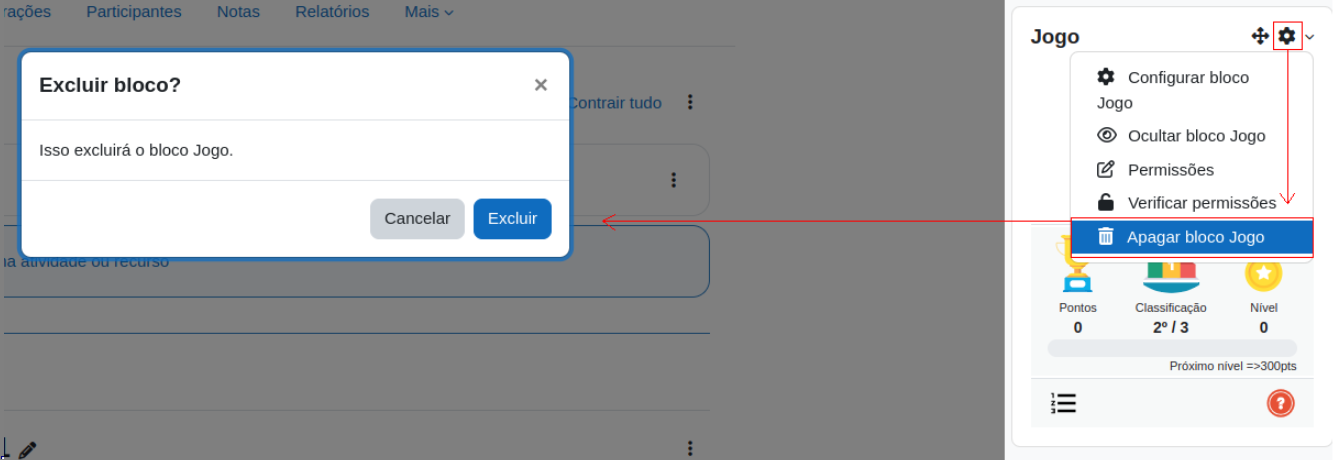 rações Participantes Notas Relatórios Mais
Excluir bloco?
Contrair tudo
Isso excluirá o bloco Jogo.
Cancelar Excluir
na atividade ou recurso
Jogo
Configurar bloco
Jogo
Ocultar bloco Jogo
Permissões
Verificar permissões
Apagar bloco Jogo
1
Pontos Classificação Nível
0 2º / 3 0
Próximo nível =>300pts
?